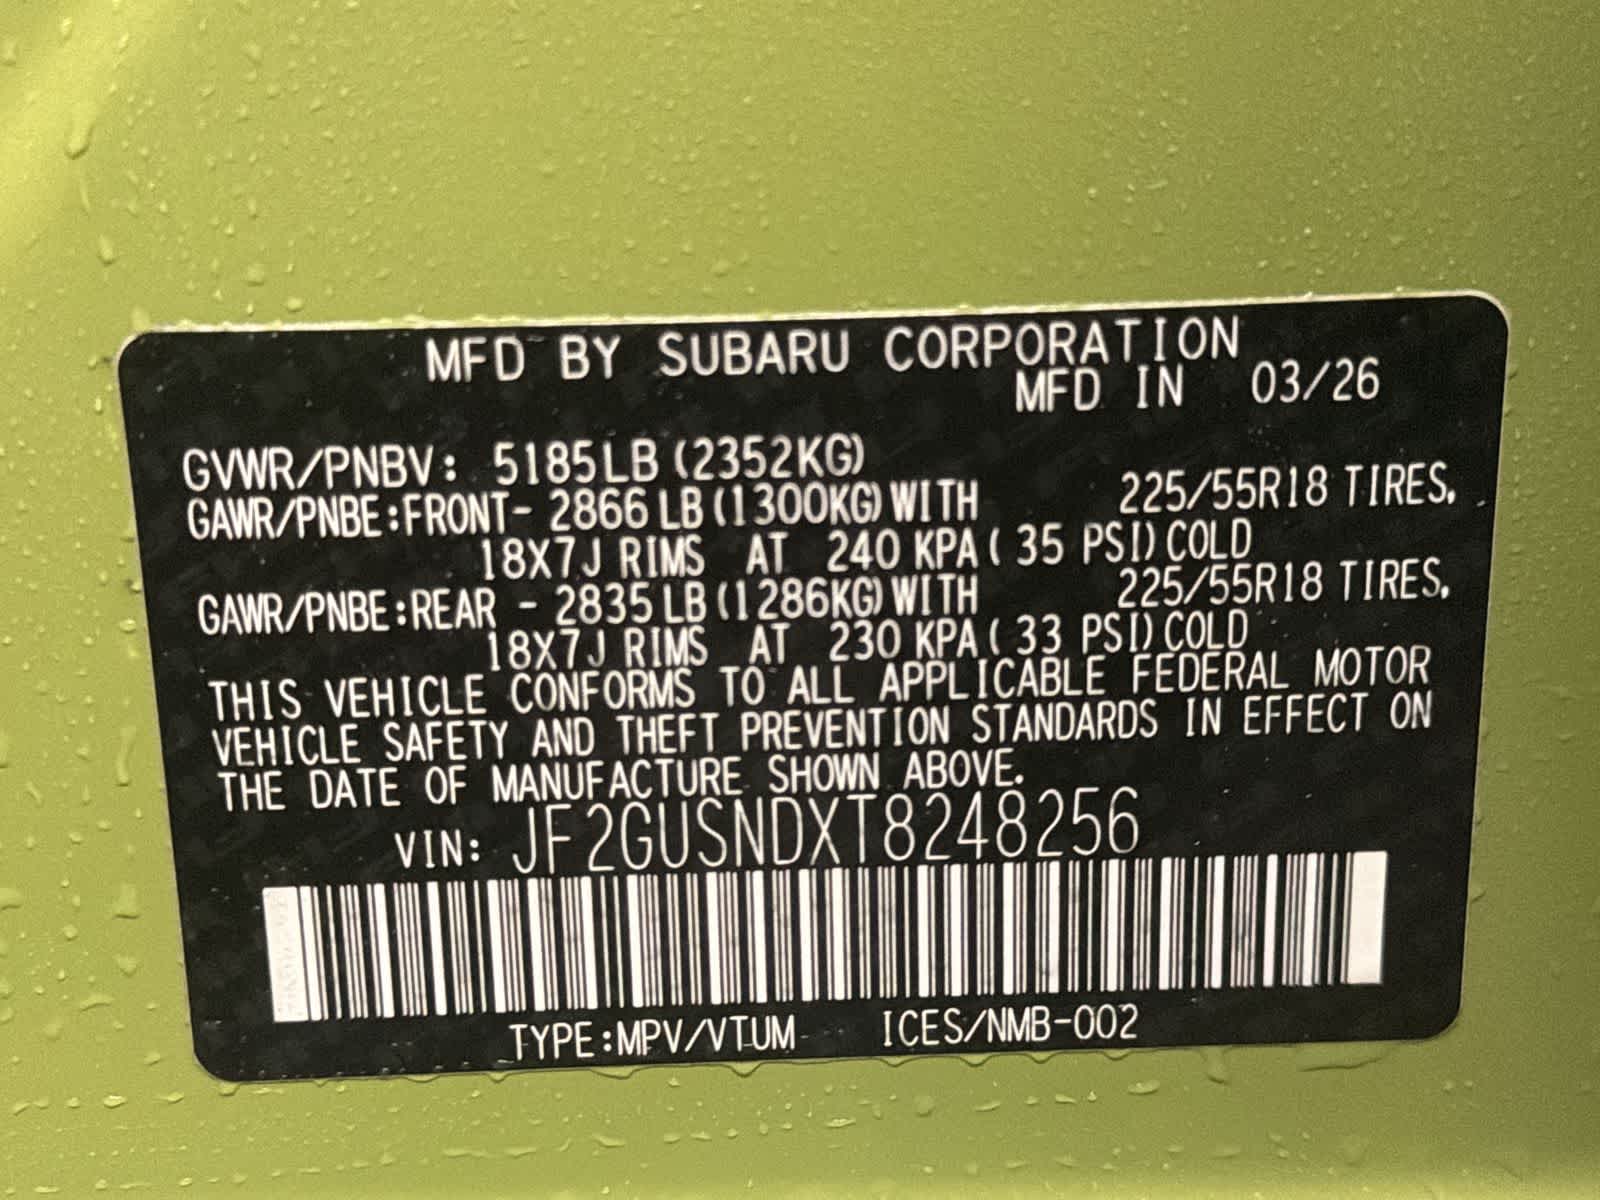 MFD BY SUBARU CORPORATION
MFD IN 03/26
GVWR/PNBV: 5185LB (2352KG)
GAWR/PNBE:FRONT- 2866 LB (1300KG) WITH 225/55R18 TIRES,
18X7J RIMS AT 240 KPA ( 35 PSI) COLD
GAWR/PNBE:REAR - 2835 LB (1286KG) WITH 225/55R18 TIRES,
18X7J RIMS AT 230 KPA ( 33 PSI) COLD
THIS VEHICLE CONFORMS TO ALL APPLICABLE FEDERAL MOTOR
VEHICLE SAFETY AND THEFT PREVENTION STANDARDS IN EFFECT ON
THE DATE OF MANUFACTURE SHOWN ABOVE.
VIN: JF2GUSNDXT8248256
TYPE:MPV/VTUM ICES/NMB-002